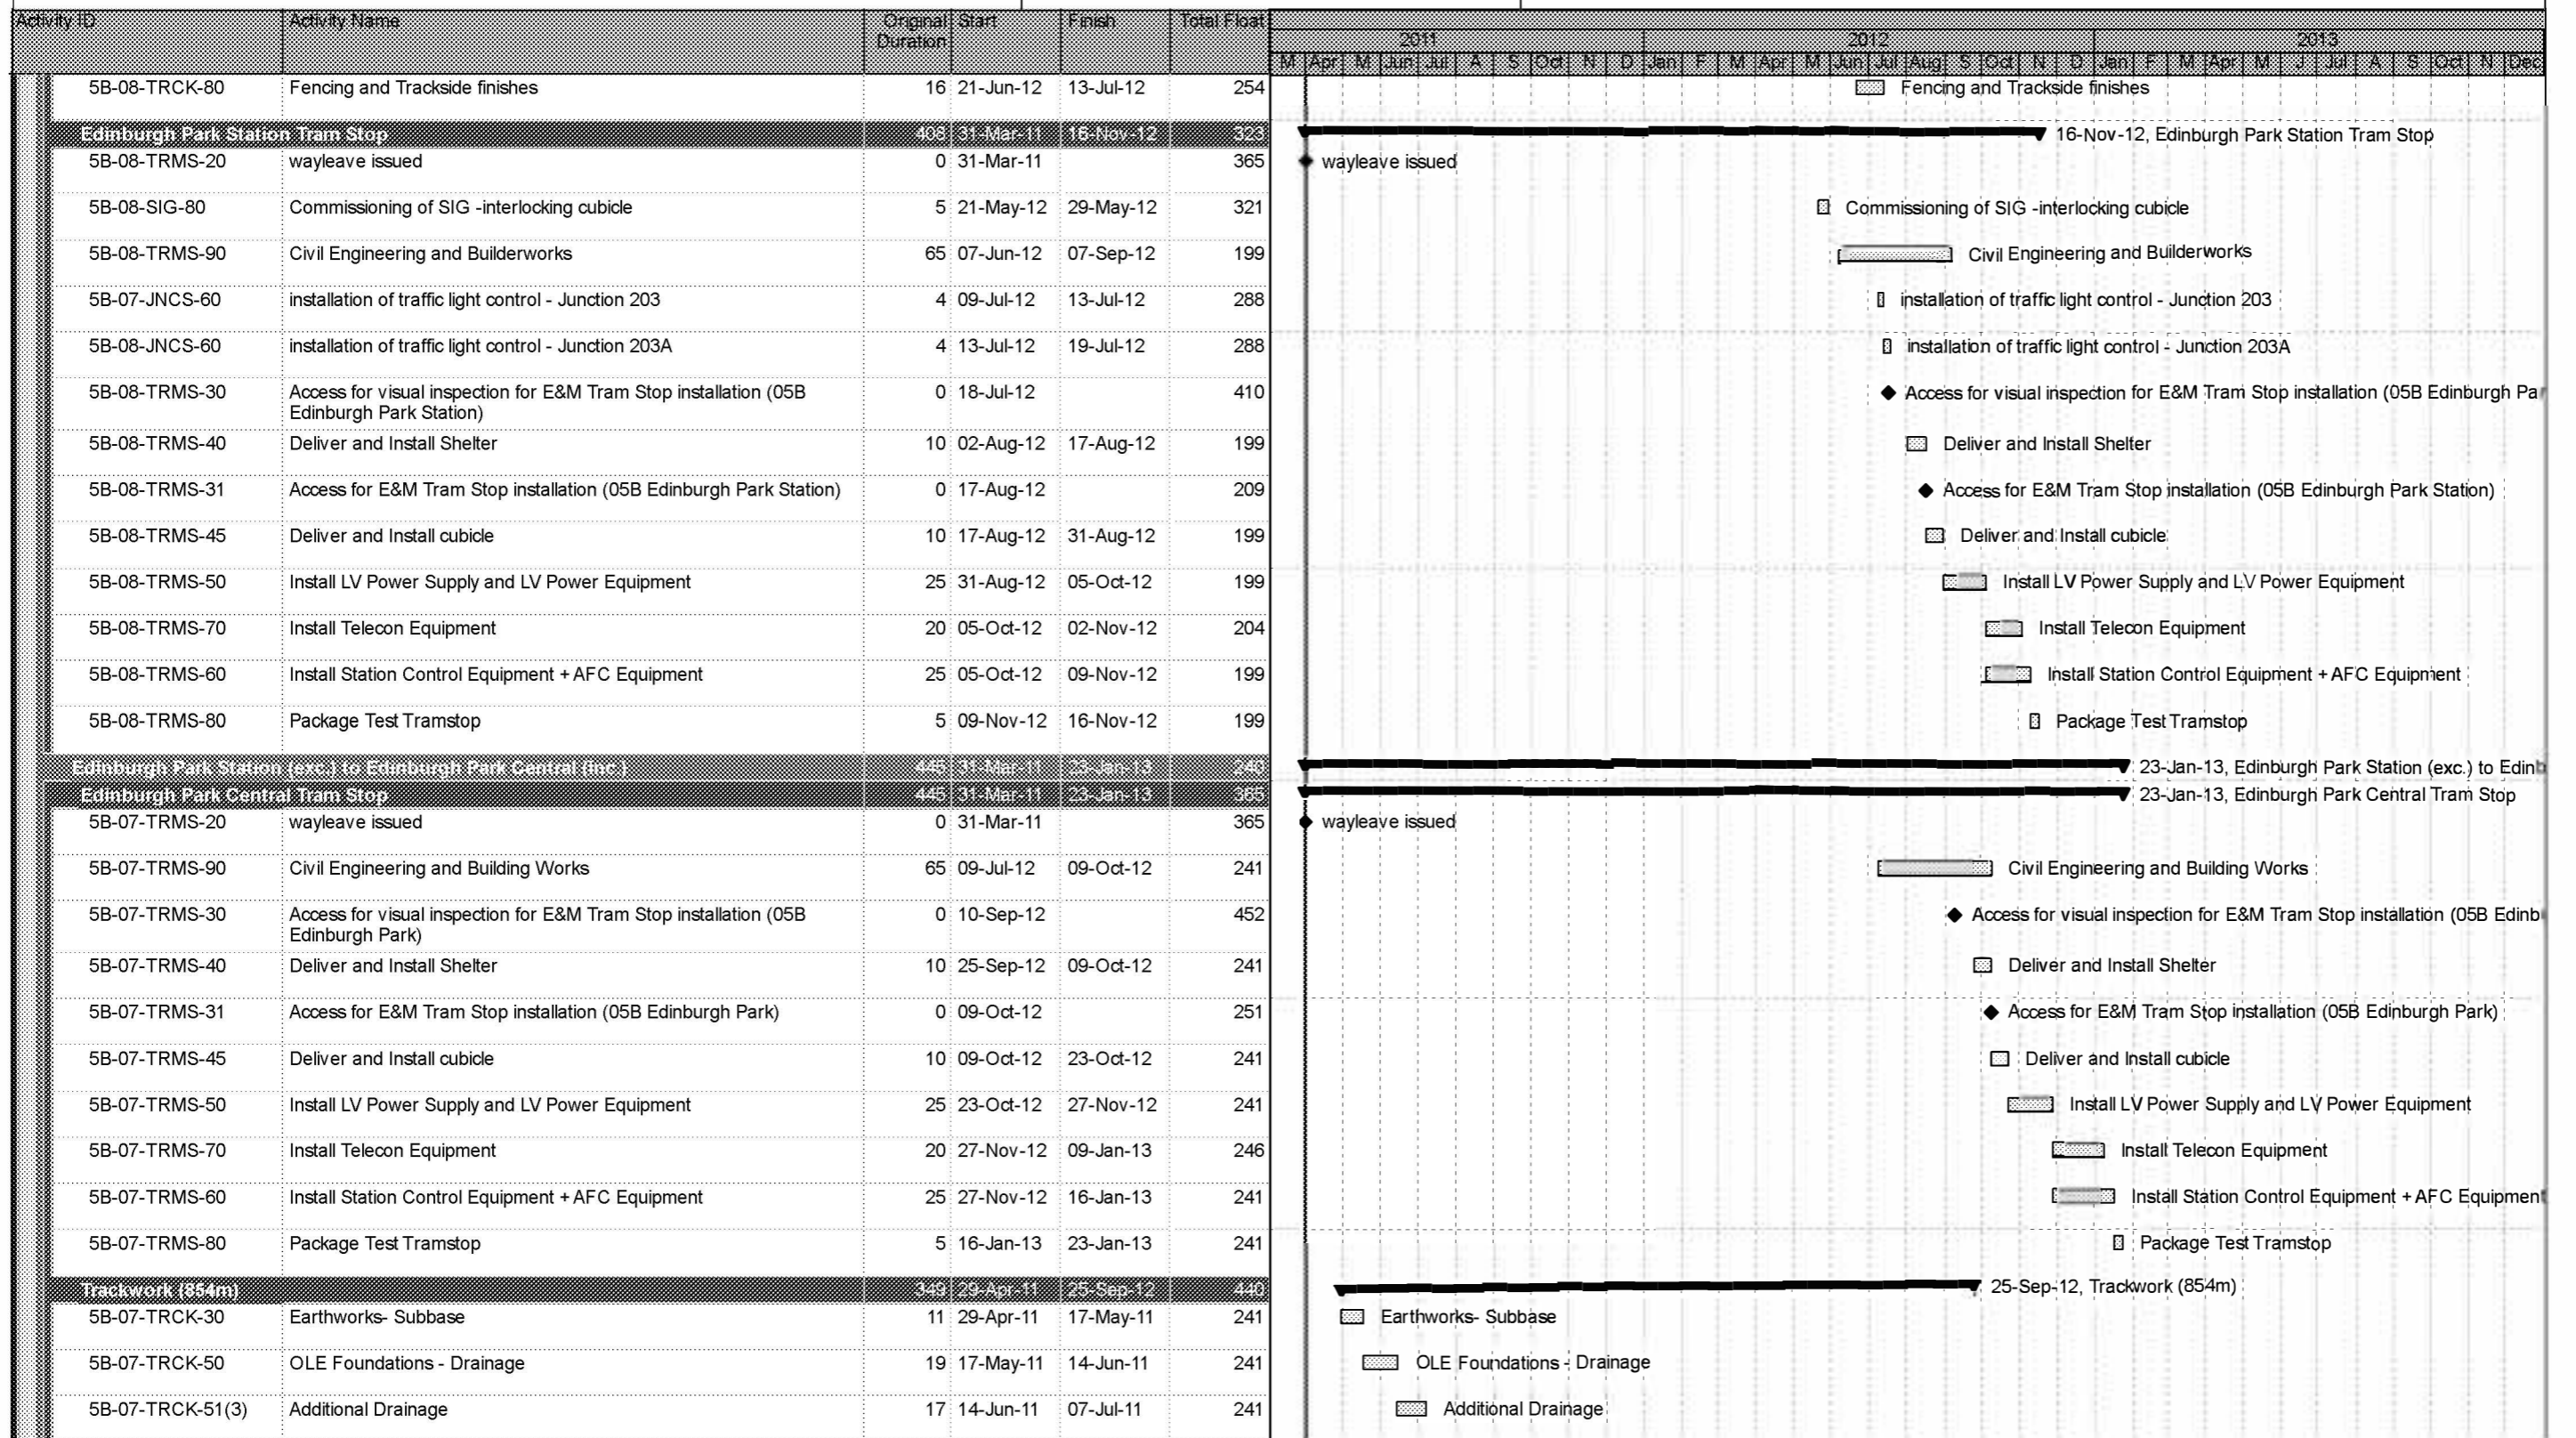 Activity ID Activity Name Original Start Finish Total Float
Duration
2011 2012 2013
M Apr M Jun Jul A S Oct N D Jan F M Apr M Jun Jul Aug S Oct N D Jan F M Apr M J Jul A S Oct N Dec
5B-08-TRCK-80 Fencing and Trackside finishes 16 21-Jun-12 13-Jul-12 254 Fencing and Trackside finishes
Edinburgh Park Station Tram Stop 408 31-Mar-11 16-Nov-12 323 16-Nov-12, Edinburgh Park Station Tram Stop
5B-08-TRMS-20 wayleave issued 0 31-Mar-11 365 wayleave issued
5B-08-SIG-80 Commissioning of SIG -interlocking cubicle 5 21-May-12 29-May-12 321 Commissioning of SIG -interlocking cubicle
5B-08-TRMS-90 Civil Engineering and Builderworks 65 07-Jun-12 07-Sep-12 199 Civil Engineering and Builderworks
5B-07-JNCS-60 installation of traffic light control - Junction 203 4 09-Jul-12 13-Jul-12 288 installation of traffic light control - Junction 203
5B-08-JNCS-60 installation of traffic light control - Junction 203A 4 13-Jul-12 19-Jul-12 288 installation of traffic light control - Junction 203A
5B-08-TRMS-30 Access for visual inspection for E&M Tram Stop installation (05B 0 18-Jul-12 410 Access for visual inspection for E&M Tram Stop installation (05B Edinburgh Par
Edinburgh Park Station)
5B-08-TRMS-40 Deliver and Install Shelter 10 02-Aug-12 17-Aug-12 199 Deliver and Install Shelter
5B-08-TRMS-31 Access for E&M Tram Stop installation (05B Edinburgh Park Station) 0 17-Aug-12 209 Access for E&M Tram Stop installation (05B Edinburgh Park Station)
5B-08-TRMS-45 Deliver and Install cubicle 10 17-Aug-12 31-Aug-12 199 Deliver and Install cubicle
5B-08-TRMS-50 Install LV Power Supply and LV Power Equipment 25 31-Aug-12 05-Oct-12 199 Install LV Power Supply and LV Power Equipment
5B-08-TRMS-70 Install Telecon Equipment 20 05-Oct-12 02-Nov-12 204 Install Telecon Equipment
5B-08-TRMS-60 Install Station Control Equipment + AFC Equipment 25 05-Oct-12 09-Nov-12 199 Install Station Control Equipment + AFC Equipment
5B-08-TRMS-80 Package Test Tramstop 5 09-Nov-12 16-Nov-12 199 Package Test Tramstop
Edinburgh Park Station (exc.) to Edinburgh Park Central (inc.) 445 31-Mar-11 23-Jan-13 240 23-Jan-13, Edinburgh Park Station (exc.) to Edinb
Edinburgh Park Central Tram Stop 445 31-Mar-11 23-Jan-13 365 23-Jan-13, Edinburgh Park Central Tram Stop
5B-07-TRMS-20 wayleave issued 0 31-Mar-11 365 wayleave issued
5B-07-TRMS-90 Civil Engineering and Building Works 65 09-Jul-12 09-Oct-12 241 Civil Engineering and Building Works
5B-07-TRMS-30 Access for visual inspection for E&M Tram Stop installation (05B 0 10-Sep-12 452 Access for visual inspection for E&M Tram Stop installation (05B Edinb
Edinburgh Park)
5B-07-TRMS-40 Deliver and Install Shelter 10 25-Sep-12 09-Oct-12 241 Deliver and Install Shelter
5B-07-TRMS-31 Access for E&M Tram Stop installation (05B Edinburgh Park) 0 09-Oct-12 251 Access for E&M Tram Stop installation (05B Edinburgh Park)
5B-07-TRMS-45 Deliver and Install cubicle 10 09-Oct-12 23-Oct-12 241 Deliver and Install cubicle
5B-07-TRMS-50 Install LV Power Supply and LV Power Equipment 25 23-Oct-12 27-Nov-12 241 Install LV Power Supply and LV Power Equipment
5B-07-TRMS-70 Install Telecon Equipment 20 27-Nov-12 09-Jan-13 246 Install Telecon Equipment
5B-07-TRMS-60 Install Station Control Equipment + AFC Equipment 25 27-Nov-12 16-Jan-13 241 Install Station Control Equipment + AFC Equipment
5B-07-TRMS-80 Package Test Tramstop 5 16-Jan-13 23-Jan-13 241 Package Test Tramstop
Trackwork (854m) 349 29-Apr-11 25-Sep-12 440 25-Sep-12, Trackwork (854m)
5B-07-TRCK-30 Earthworks- Subbase 11 29-Apr-11 17-May-11 241 Earthworks- Subbase
5B-07-TRCK-50 OLE Foundations - Drainage 19 17-May-11 14-Jun-11 241 OLE Foundations - Drainage
5B-07-TRCK-51(3) Additional Drainage 17 14-Jun-11 07-Jul-11 241 Additional Drainage